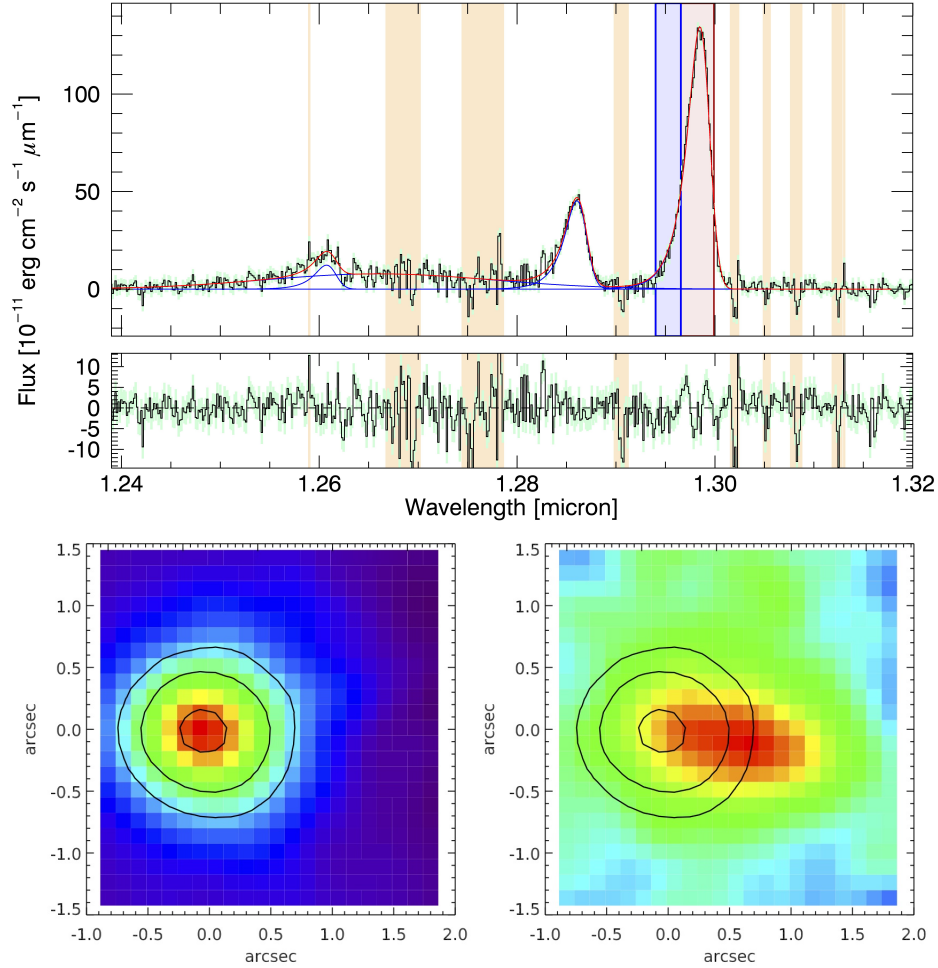 100
50
0
Flux [10⁻¹¹ erg cm⁻² s⁻¹ μm⁻¹]
10
5
0
-5
-10
1.24 1.26 1.28 1.30 1.32
Wavelength [micron]
1.5 1.5
1.0 1.0
0.5 0.5
arcsec 0.0 arcsec 0.0
-0.5 -0.5
-1.0 -1.0
-1.5 -1.5
-1.0 -0.5 0.0 0.5 1.0 1.5 2.0 -1.0 -0.5 0.0 0.5 1.0 1.5 2.0
arcsec arcsec